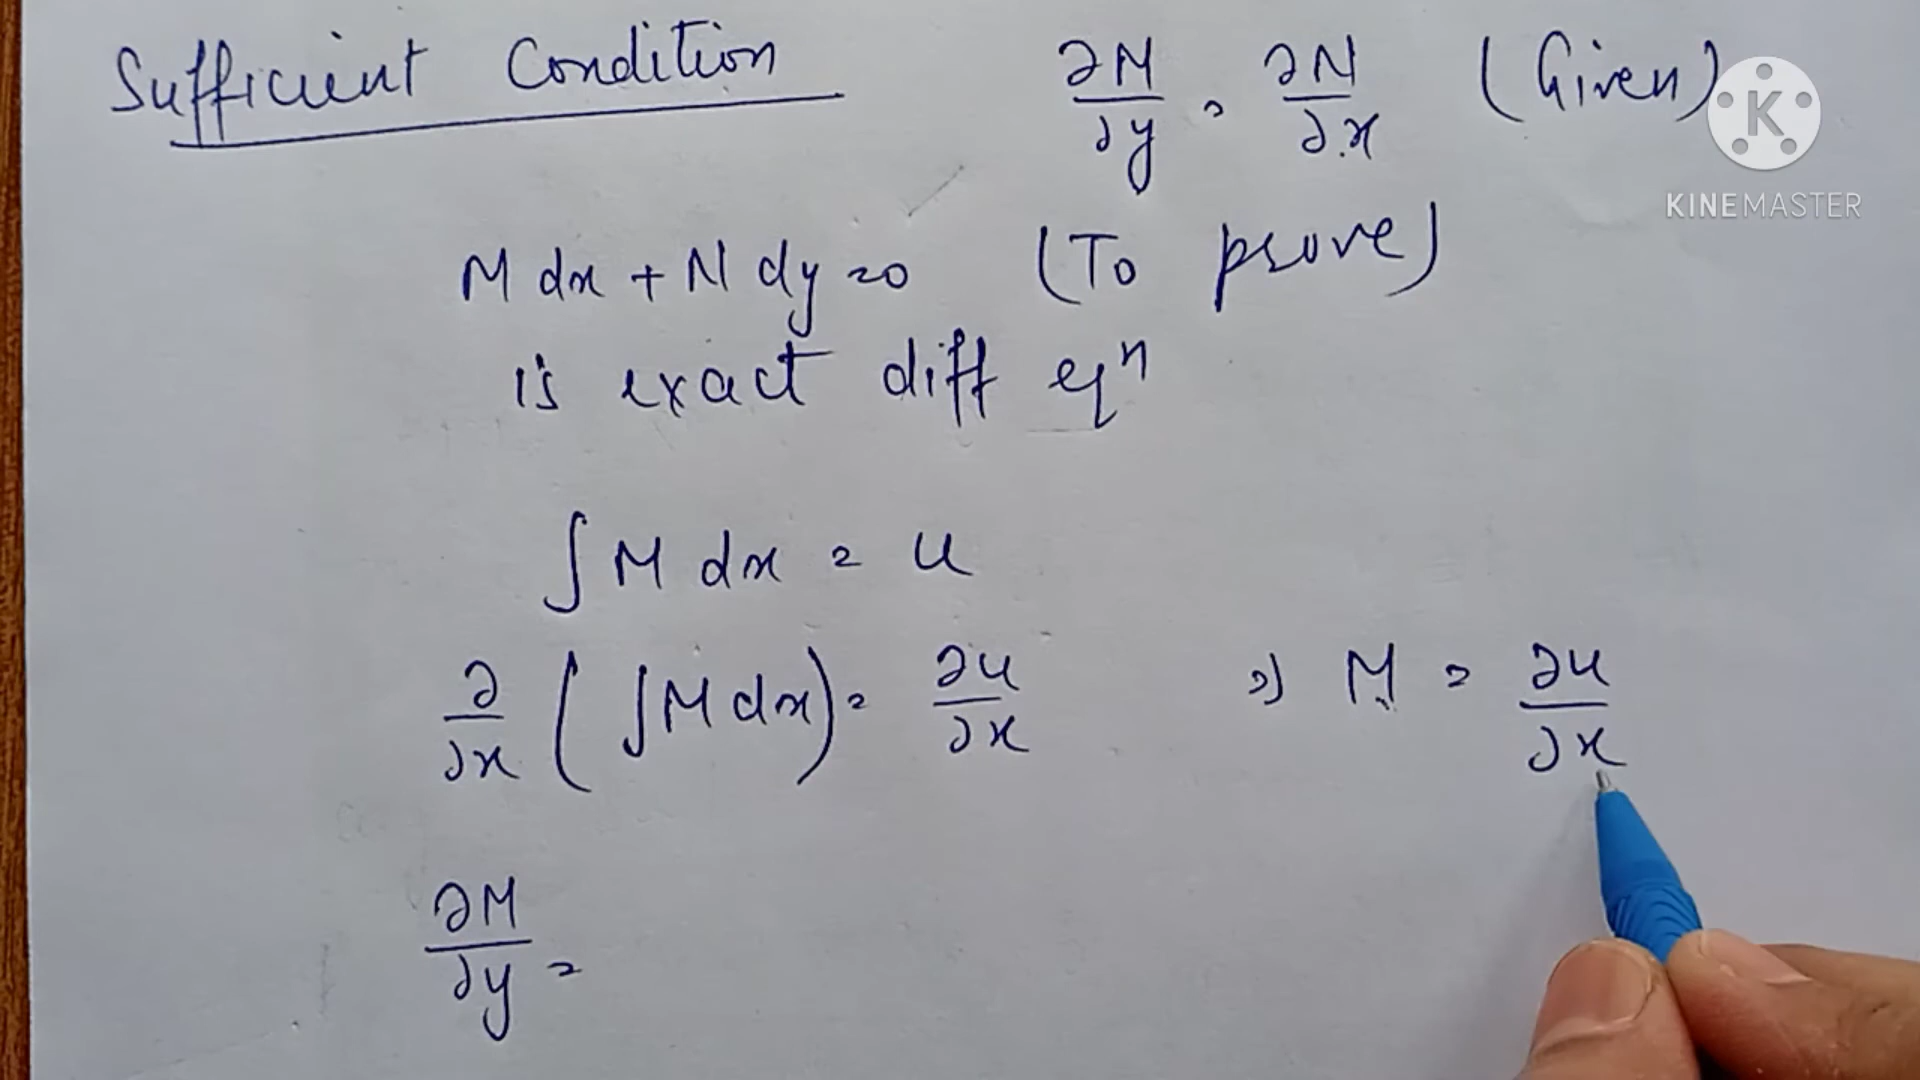 Sufficient Condition ∂M/∂y = ∂N/∂x (Given)
K
KINEMASTER
M dx + N dy = 0 (To prove)
is exact diff eqⁿ
∫ M dx = u
∂/∂x ( ∫ M dx ) = ∂u/∂x ⇒ M = ∂u/∂x
∂M/∂y =